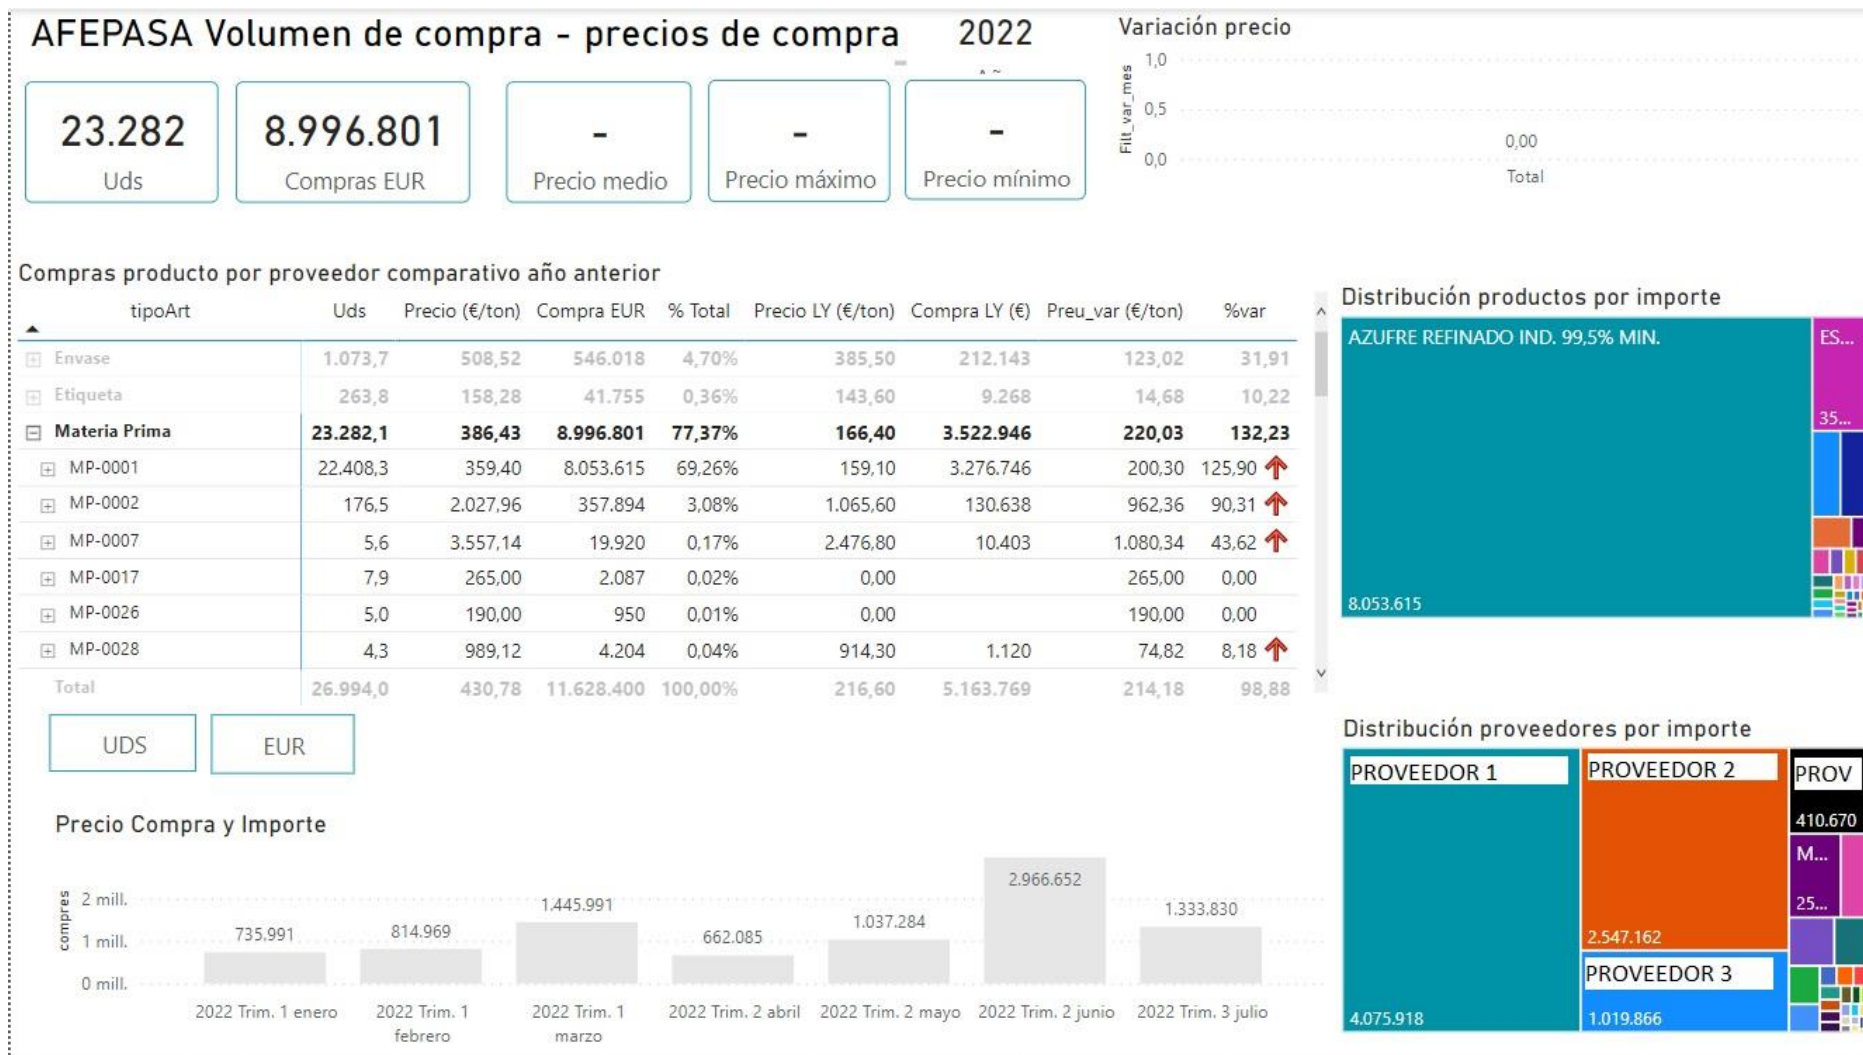 AFEPASA Volumen de compra - precios de compra
2022
23.282
Uds
8.996.801
Compras EUR
-
Precio medio
-
Precio máximo
-
Precio mínimo
Variación precio
Filt_var_mes
1,0
0,5
0,0
0,00
Total
Compras producto por proveedor comparativo año anterior
tipoArt Uds Precio (€/ton) Compra EUR % Total Precio LY (€/ton) Compra LY (€) Preu_var (€/ton) %var
Envase 1.073,7 508,52 546.018 4,70% 385,50 212.143 123,02 31,91
Etiqueta 263,8 158,28 41.755 0,36% 143,60 9.268 14,68 10,22
Materia Prima 23.282,1 386,43 8.996.801 77,37% 166,40 3.522.946 220,03 132,23
MP-0001 22.408,3 359,40 8.053.615 69,26% 159,10 3.276.746 200,30 125,90
MP-0002 176,5 2.027,96 357.894 3,08% 1.065,60 130.638 962,36 90,31
MP-0007 5,6 3.557,14 19.920 0,17% 2.476,80 10.403 1.080,34 43,62
MP-0017 7,9 265,00 2.087 0,02% 0,00 265,00 0,00
MP-0026 5,0 190,00 950 0,01% 0,00 190,00 0,00
MP-0028 4,3 989,12 4.204 0,04% 914,30 1.120 74,82 8,18
Total 26.994,0 430,78 11.628.400 100,00% 216,60 5.163.769 214,18 98,88
UDS
EUR
Distribución productos por importe
AZUFRE REFINADO IND. 99,5% MIN.
8.053.615
ES...
35...
Distribución proveedores por importe
PROVEEDOR 1
4.075.918
PROVEEDOR 2
2.547.162
PROVEEDOR 3
1.019.866
PROV
410.670
M...
25...
Precio Compra y Importe
compres
2 mill.
1 mill.
0 mill.
735.991
814.969
1.445.991
662.085
1.037.284
2.966.652
1.333.830
2022 Trim. 1 enero
2022 Trim. 1 febrero
2022 Trim. 1 marzo
2022 Trim. 2 abril
2022 Trim. 2 mayo
2022 Trim. 2 junio
2022 Trim. 3 julio